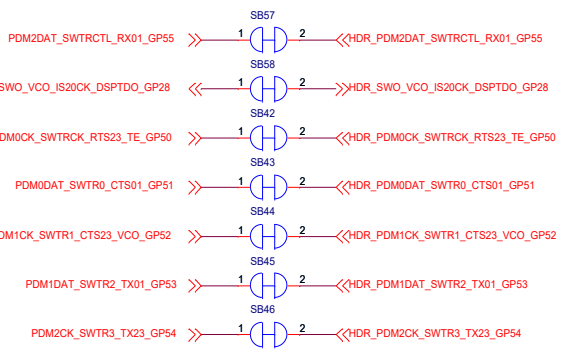 SB57
PDM2DAT_SWTRCTL_RX01_GP55 1 2 HDR_PDM2DAT_SWTRCTL_RX01_GP55
SB58
SWO_VCO_IS20CK_DSPTDO_GP28 1 2 HDR_SWO_VCO_IS20CK_DSPTDO_GP28
SB42
DM0CK_SWTRCK_RTS23_TE_GP50 1 2 HDR_PDM0CK_SWTRCK_RTS23_TE_GP50
SB43
PDM0DAT_SWTR0_CTS01_GP51 1 2 HDR_PDM0DAT_SWTR0_CTS01_GP51
SB44
DM1CK_SWTR1_CTS23_VCO_GP52 1 2 HDR_PDM1CK_SWTR1_CTS23_VCO_GP52
SB45
PDM1DAT_SWTR2_TX01_GP53 1 2 HDR_PDM1DAT_SWTR2_TX01_GP53
SB46
PDM2CK_SWTR3_TX23_GP54 1 2 HDR_PDM2CK_SWTR3_TX23_GP54